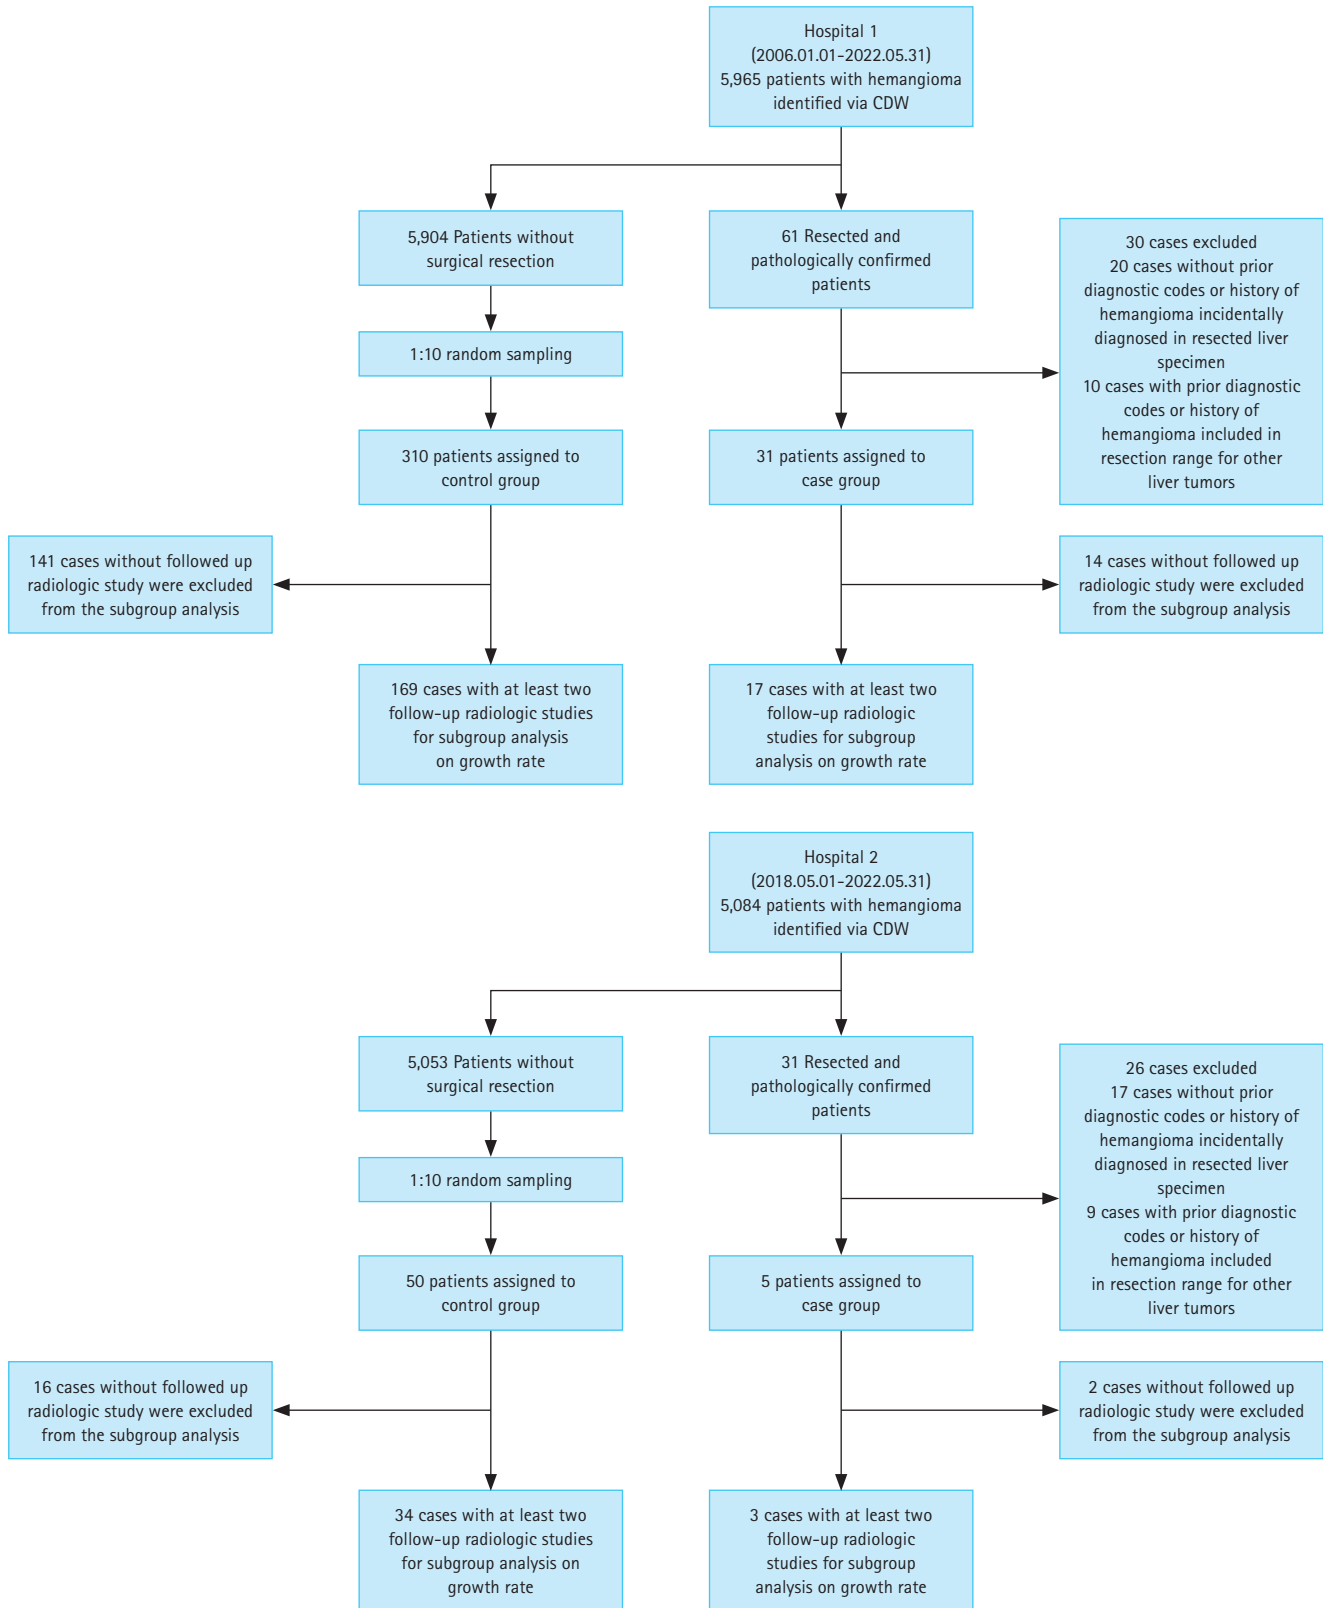 Hospital 1
(2006.01.01-2022.05.31)
5,965 patients with hemangioma
identified via CDW
5,904 Patients without
surgical resection
61 Resected and
pathologically confirmed
patients
30 cases excluded
20 cases without prior
diagnostic codes or history of
hemangioma incidentally
diagnosed in resected liver
specimen
10 cases with prior diagnostic
codes or history of
hemangioma included in
resection range for other
liver tumors
1:10 random sampling
310 patients assigned to
control group
31 patients assigned to
case group
141 cases without followed up
radiologic study were excluded
from the subgroup analysis
14 cases without followed up
radiologic study were excluded
from the subgroup analysis
169 cases with at least two
follow-up radiologic studies
for subgroup analysis
on growth rate
17 cases with at least two
follow-up radiologic
studies for subgroup
analysis on growth rate
Hospital 2
(2018.05.01-2022.05.31)
5,084 patients with hemangioma
identified via CDW
5,053 Patients without
surgical resection
31 Resected and
pathologically confirmed
patients
26 cases excluded
17 cases without prior
diagnostic codes or history of
hemangioma incidentally
diagnosed in resected liver
specimen
9 cases with prior diagnostic
codes or history of
hemangioma included
in resection range for other
liver tumors
1:10 random sampling
50 patients assigned to
control group
5 patients assigned to
case group
16 cases without followed up
radiologic study were excluded
from the subgroup analysis
2 cases without followed up
radiologic study were excluded
from the subgroup analysis
34 cases with at least two
follow-up radiologic studies
for subgroup analysis on
growth rate
3 cases with at least two
follow-up radiologic
studies for subgroup
analysis on growth rate